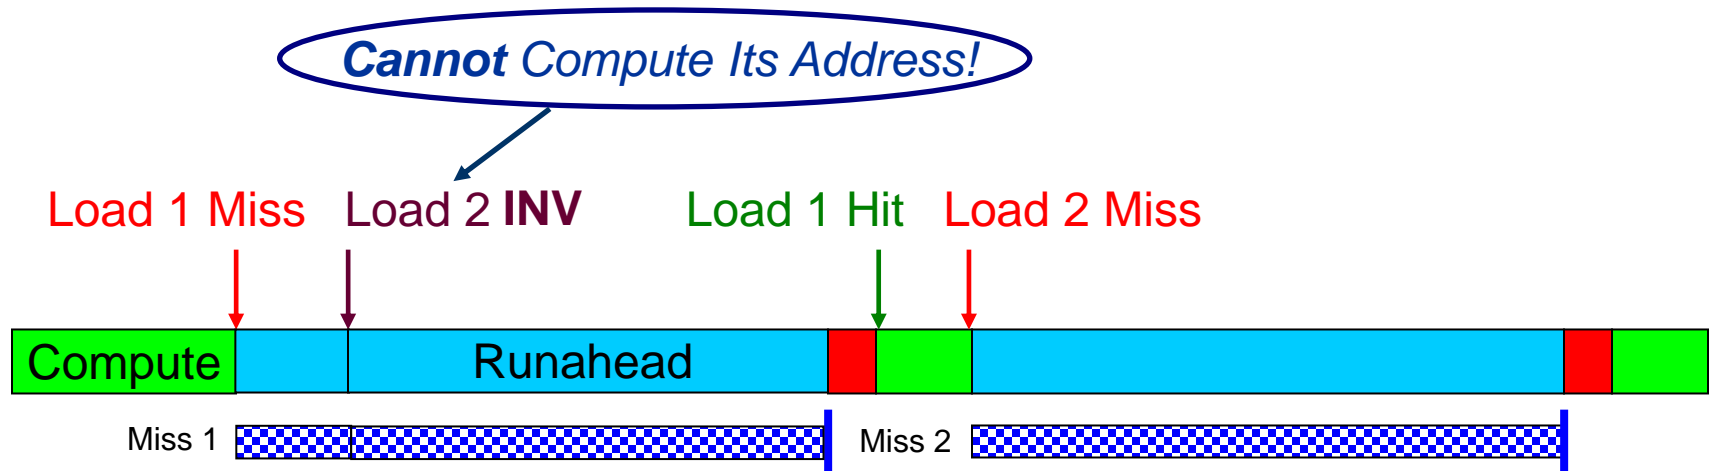 Cannot Compute Its Address!
Load 1 Miss Load 2 INV Load 1 Hit Load 2 Miss
Compute Runahead
Miss 1 Miss 2